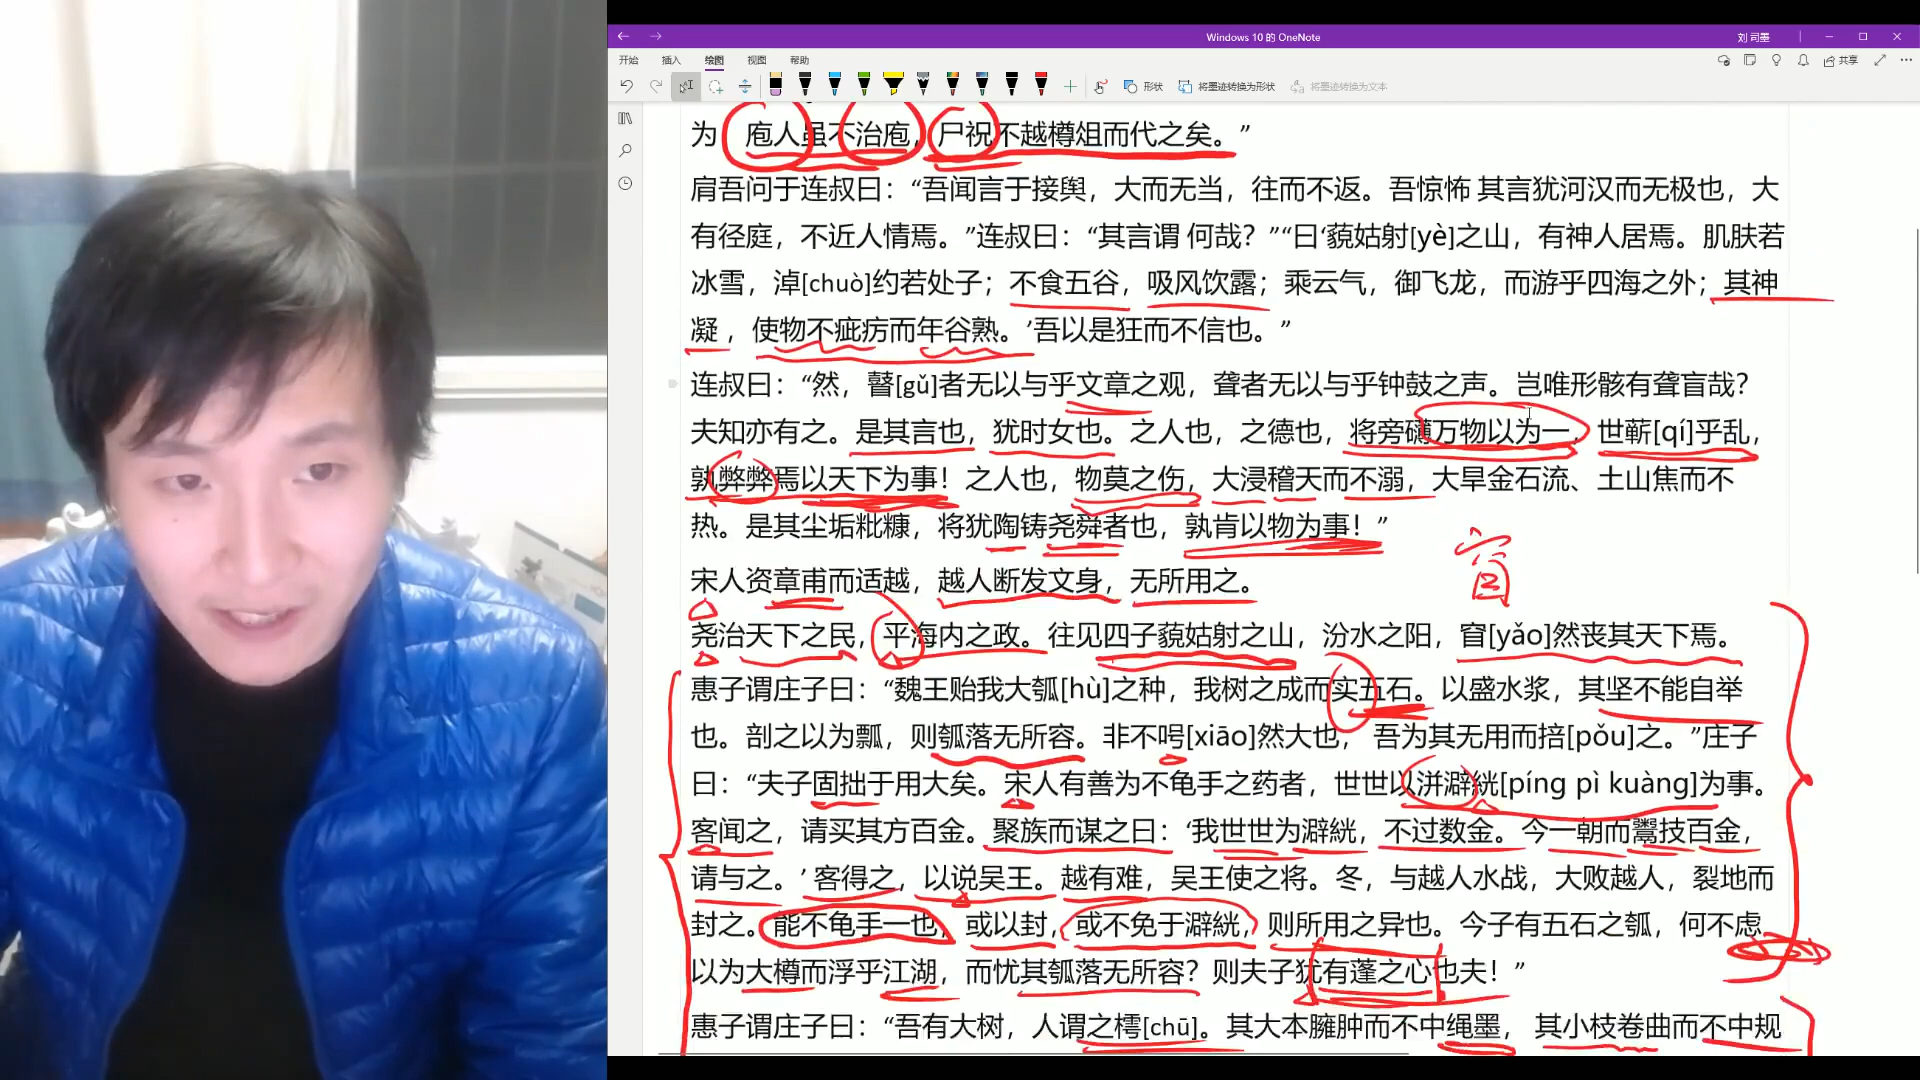 Windows 10 的 OneNote
刘 司墨
开始 插入 绘图 视图 帮助
共享
形状 将墨迹转换为形状 将墨迹转换为文本
为 庖人虽不治庖，尸祝不越樽俎而代之矣。”
肩吾问于连叔曰：“吾闻言于接舆，大而无当，往而不返。吾惊怖 其言犹河汉而无极也，大
有径庭，不近人情焉。”连叔曰：“其言谓 何哉？”“曰‘藐姑射[yè]之山，有神人居焉。肌肤若
冰雪，淖[chuò]约若处子；不食五谷，吸风饮露；乘云气，御飞龙，而游乎四海之外；其神
凝，使物不疵疠而年谷熟。’吾以是狂而不信也。”
连叔曰：“然，瞽[gǔ]者无以与乎文章之观，聋者无以与乎钟鼓之声。岂唯形骸有聋盲哉？
夫知亦有之。是其言也，犹时女也。之人也，之德也，将旁礴万物以为一，世蕲[qí]乎乱，
孰弊弊焉以天下为事！之人也，物莫之伤，大浸稽天而不溺，大旱金石流、土山焦而不
热。是其尘垢粃糠，将犹陶铸尧舜者也，孰肯以物为事！”
宋人资章甫而适越，越人断发文身，无所用之。
尧治天下之民，平海内之政。往见四子藐姑射之山，汾水之阳，窅[yǎo]然丧其天下焉。
惠子谓庄子曰：“魏王贻我大瓠[hù]之种，我树之成而实五石。以盛水浆，其坚不能自举
也。剖之以为瓢，则瓠落无所容。非不呺[xiāo]然大也，吾为其无用而掊[pǒu]之。”庄子
曰：“夫子固拙于用大矣。宋人有善为不龟手之药者，世世以洴澼絖[píng pì kuàng]为事。
客闻之，请买其方百金。聚族而谋之曰：‘我世世为澼絖，不过数金。今一朝而鬻技百金，
请与之。’ 客得之，以说吴王。越有难，吴王使之将。冬，与越人水战，大败越人，裂地而
封之。能不龟手一也，或以封，或不免于澼絖，则所用之异也。今子有五石之瓠，何不虑
以为大樽而浮乎江湖，而忧其瓠落无所容？则夫子犹有蓬之心也夫！”
惠子谓庄子曰：“吾有大树，人谓之樗[chū]。其大本臃肿而不中绳墨，其小枝卷曲而不中规